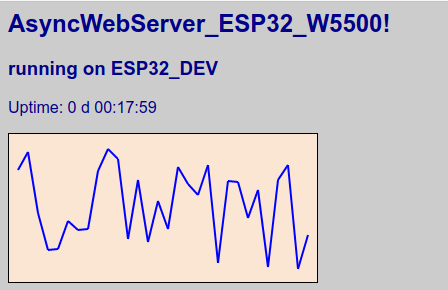 AsyncWebServer_ESP32_W5500!
running on ESP32_DEV
Uptime: 0 d 00:17:59